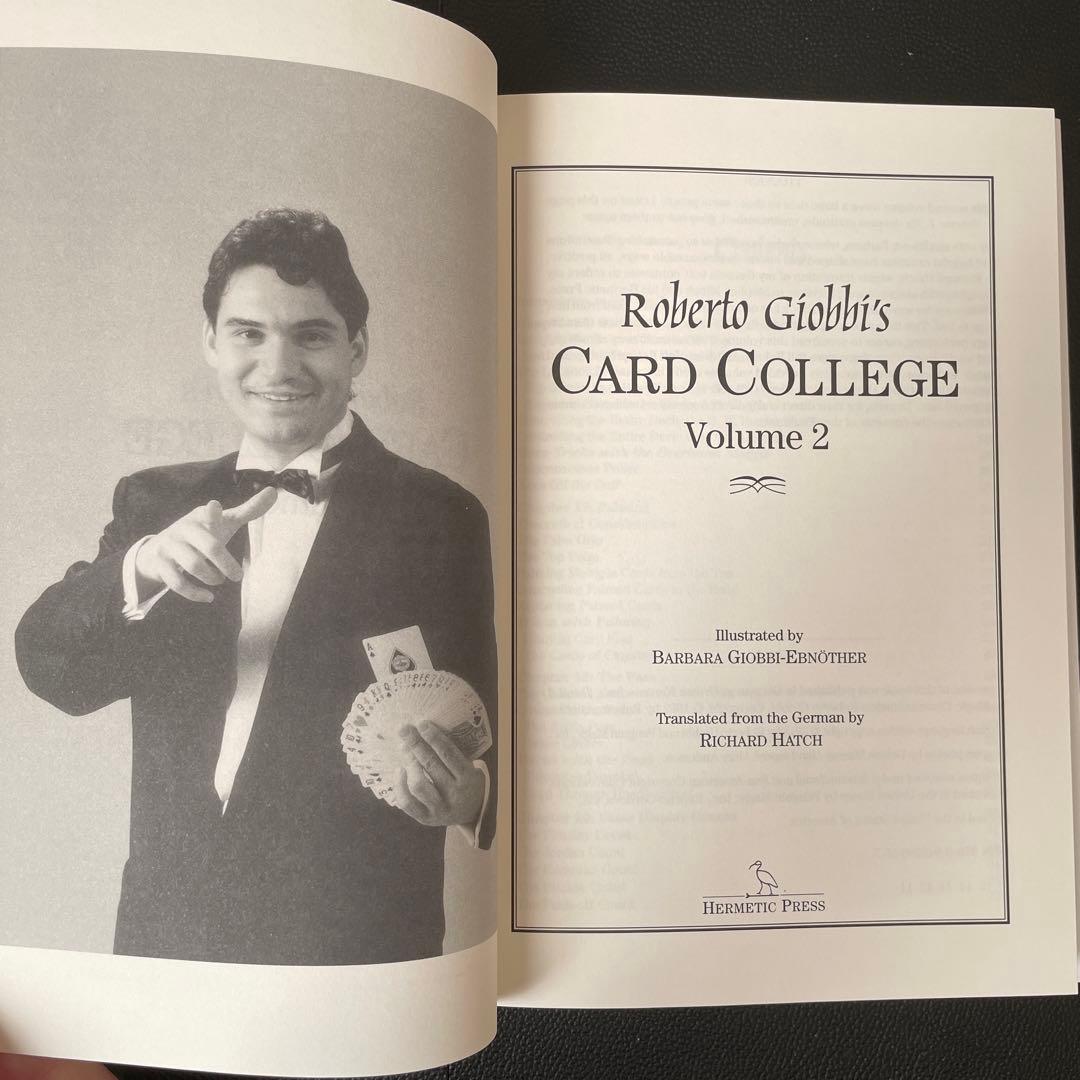 Roberto Giobbi's
CARD COLLEGE
Volume 2
Illustrated by
BARBARA GIOBBI-EBNÖTHER
Translated from the German by
RICHARD HATCH
HERMETIC PRESS
A